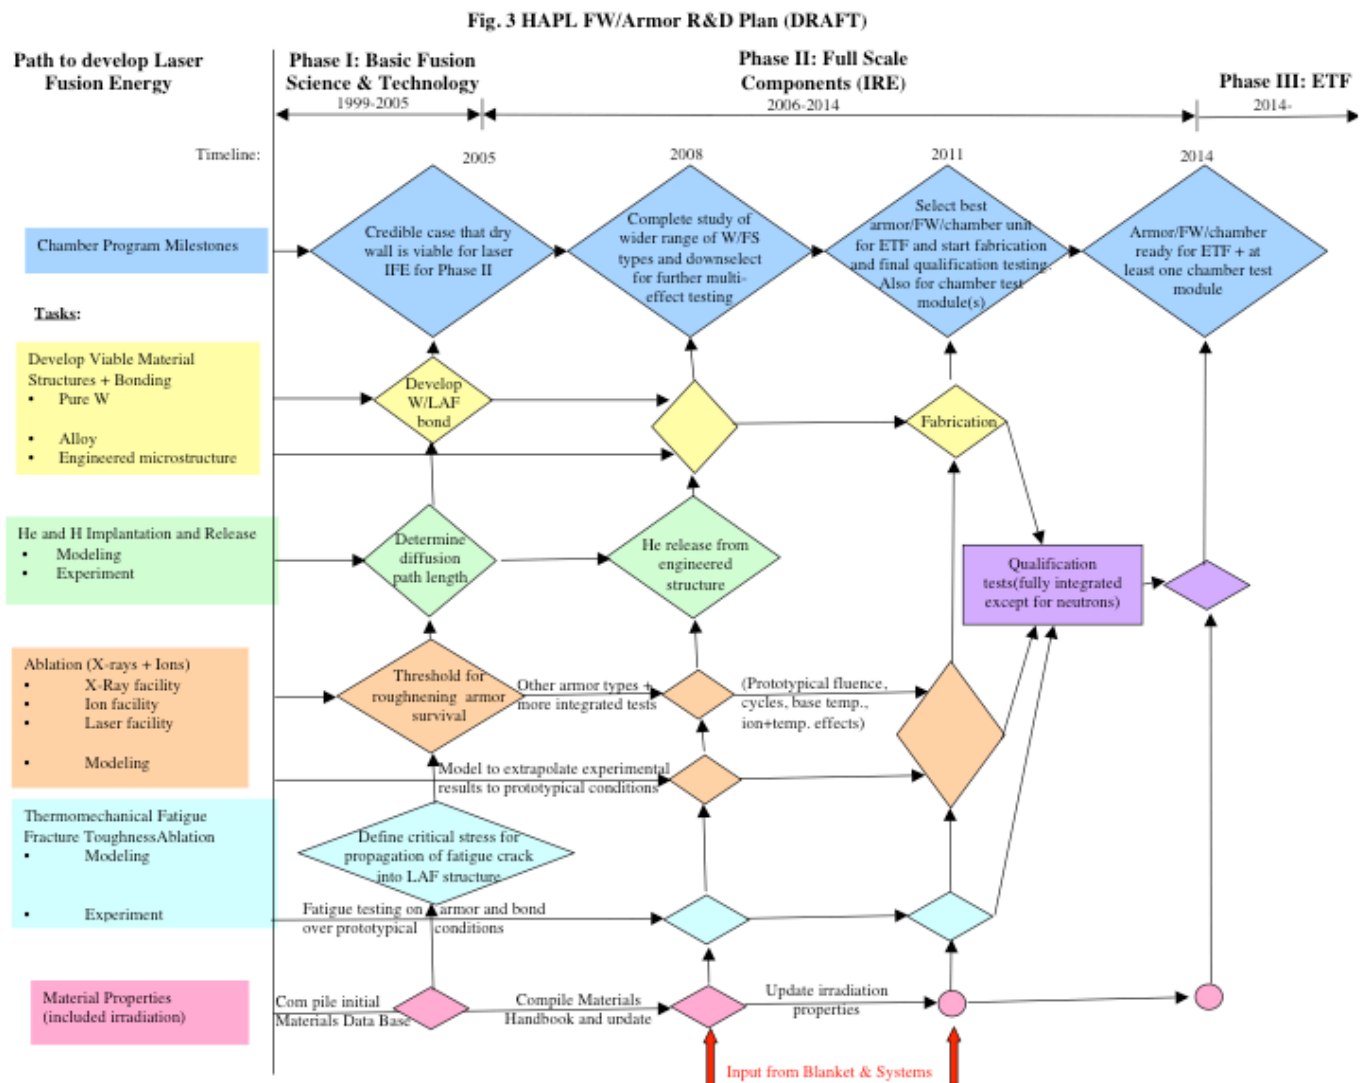 Fig. 3 HAPL FW/Armor R&D Plan (DRAFT)
Path to develop Laser
Fusion Energy
Phase I: Basic Fusion
Science & Technology
1999-2005
Phase II: Full Scale
Components (IRE)
2006-2014
Phase III: ETF
2014-
Timeline:
2005
2008
2011
2014
Chamber Program Milestones
Credible case that dry
wall is viable for laser
IFE for Phase II
Complete study of
wider range of W/FS
types and downselect
for further multi-
effect testing
Select best
armor/FW/chamber unit
for ETF and start fabrication
and final qualification testing.
Also for chamber test
module(s)
Armor/FW/chamber
ready for ETF + at
least one chamber test
module
Tasks:
Develop Viable Material
Structures + Bonding
▪ Pure W
▪ Alloy
▪ Engineered microstructure
Develop
W/LAF
bond
Fabrication
He and H Implantation and Release
▪ Modeling
▪ Experiment
Determine
diffusion
path length
He release from
engineered
structure
Qualification
tests(fully integrated
except for neutrons)
Ablation (X-rays + Ions)
▪ X-Ray facility
▪ Ion facility
▪ Laser facility
▪ Modeling
Threshold for
roughnening armor
survival
Other armor types +
more integrated tests
(Prototypical fluence,
cycles, base temp.,
ion+temp. effects)
Model to extrapolate experimental
results to prototypical conditions
Thermomechanical Fatigue
Fracture ToughnessAblation
▪ Modeling
▪ Experiment
Define critical stress for
propagation of fatigue crack
into LAF structure
Fatigue testing on armor and bond
over prototypical conditions
Material Properties
(included irradiation)
Com pile initial
Materials Data Base
Compile Materials
Handbook and update
Update irradiation
properties
Input from Blanket & Systems